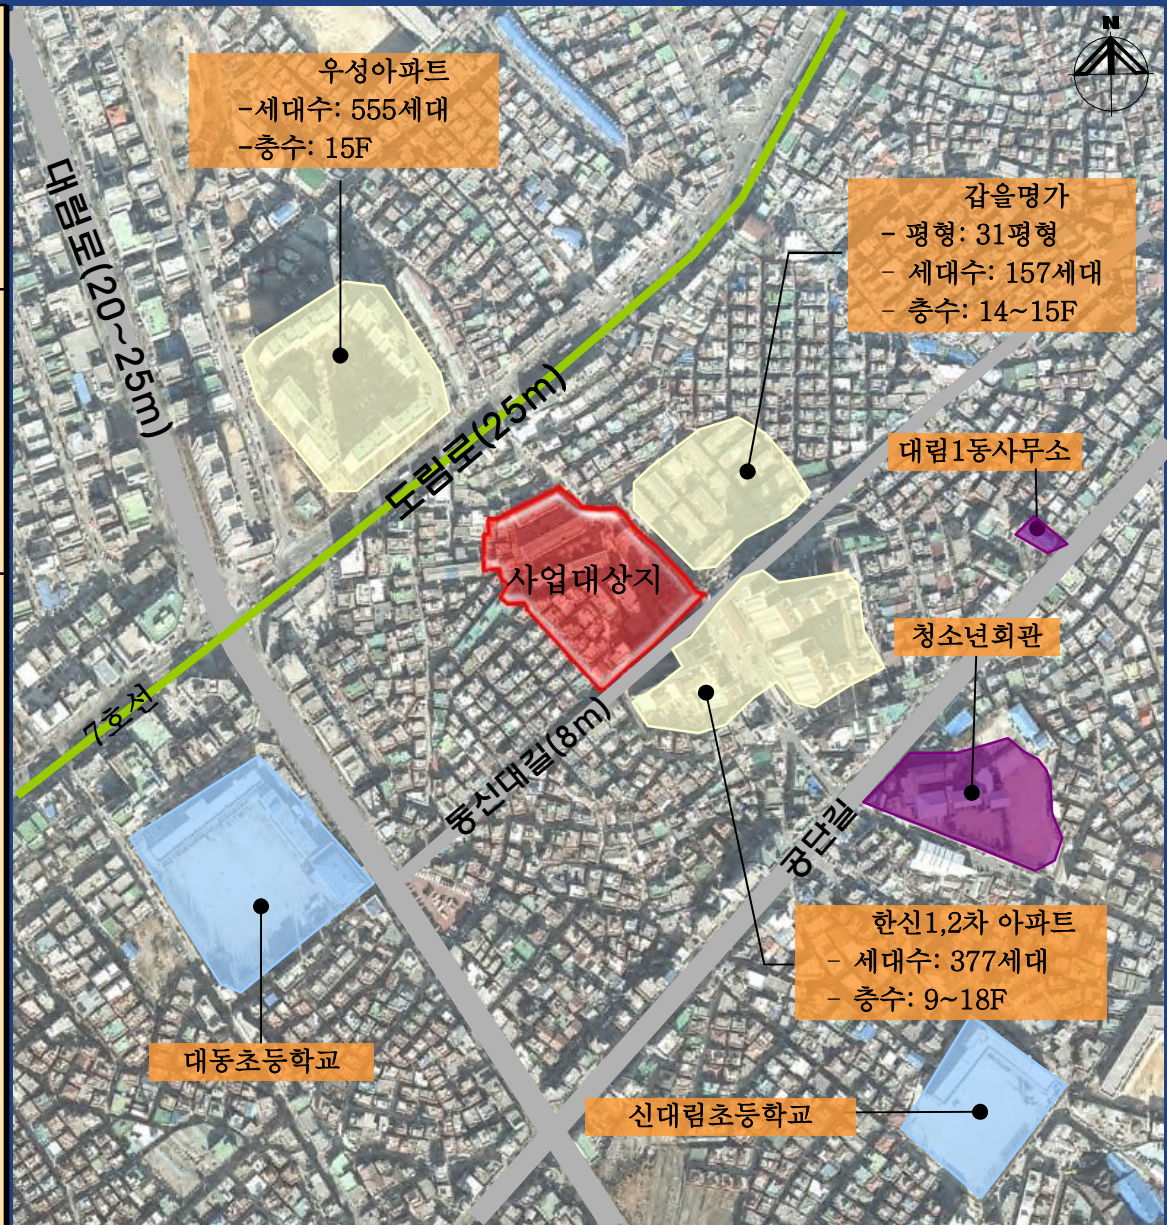 N
우성아파트
-세대수: 555세대
-층수: 15F
대림로(20~25m)
갑을명가
- 평형: 31평형
- 세대수: 157세대
- 층수: 14~15F
도림로(25m)
대림1동사무소
사업대상지
청소년회관
7호선
동신대길(8m)
공단길
한신1,2차 아파트
- 세대수: 377세대
- 층수: 9~18F
대동초등학교
신대림초등학교